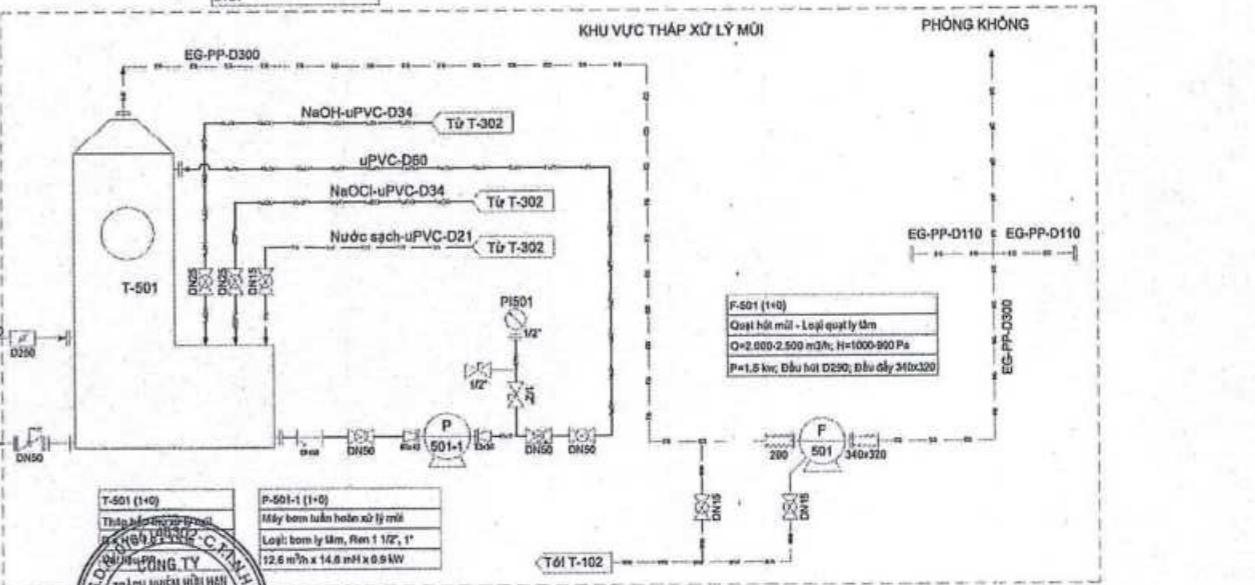 KHU VỰC THÁP XỬ LÝ MÙI
PHÓNG KHÔNG
EG-PP-D300
NaOH-uPVC-D34
Từ T-302
uPVC-D60
NaOCl-uPVC-D34
Từ T-302
Nước sạch-uPVC-D21
Từ T-302
EG-PP-D110
EG-PP-D110
T-501
DN25
DN25
DN15
PI501
1/2"
1/2"
1/2"
F-501 (1+0)
Quạt hút mùi - Loại quạt ly tâm
Q=2.000-2.500 m3/h; H=1000-900 Pa
P=1.5 kw; Đầu hút D290; Đầu đẩy 340x320
EG-PP-D300
D250
DN50
DN50
P
501-1
DN50
DN50
F
501
200
340x320
DN15
DN15
T-501 (1+0)
P-501-1 (1+0)
Máy bơm tuần hoàn xử lý mùi
Loại: bơm ly tâm, Ren 1 1/2", 1"
12,6 m³/h x 14.8 mH x 0.9 kW
CÔNG TY
TRÁCH NHIỆM HỮU HẠN
Tới T-102